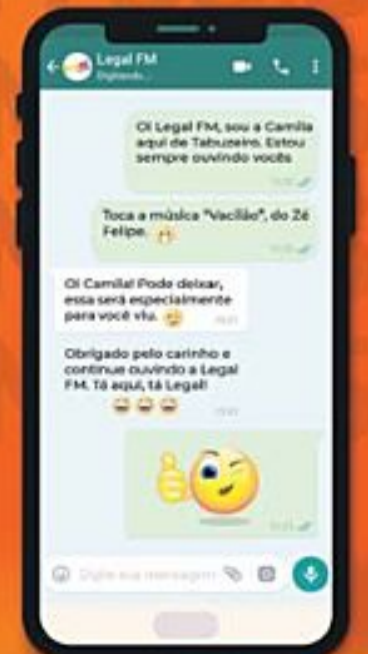 Legal FM
Digitando...
Oi Legal FM, sou a Camila
aqui de Tabuzeiro. Estou
sempre ouvindo vocês
Toca a música "Vacilão", do Zé
Felipe.
Oi Camila! Pode deixar,
essa será especialmente
para você viu.
Obrigado pelo carinho e
continue ouvindo a Legal
FM. Tá aqui, tá Legal!
Digite sua mensagem